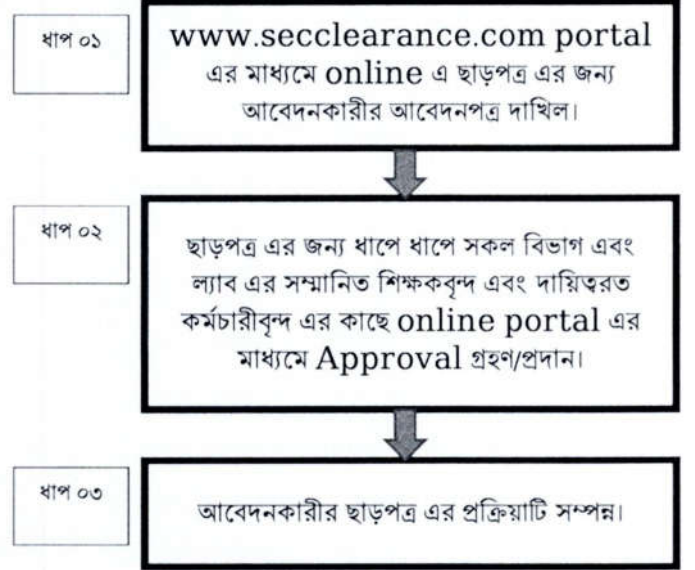 ধাপ ০১
www.secclearance.com portal
এর মাধ্যমে online এ ছাড়পত্র এর জন্য
আবেদনকারীর আবেদনপত্র দাখিল।
ধাপ ০২
ছাড়পত্র এর জন্য ধাপে ধাপে সকল বিভাগ এবং
ল্যাব এর সম্মানিত শিক্ষকবৃন্দ এবং দায়িত্বরত
কর্মচারীবৃন্দ এর কাছে online portal এর
মাধ্যমে Approval গ্রহণ/প্রদান।
ধাপ ০৩
আবেদনকারীর ছাড়পত্র এর প্রক্রিয়াটি সম্পন্ন।